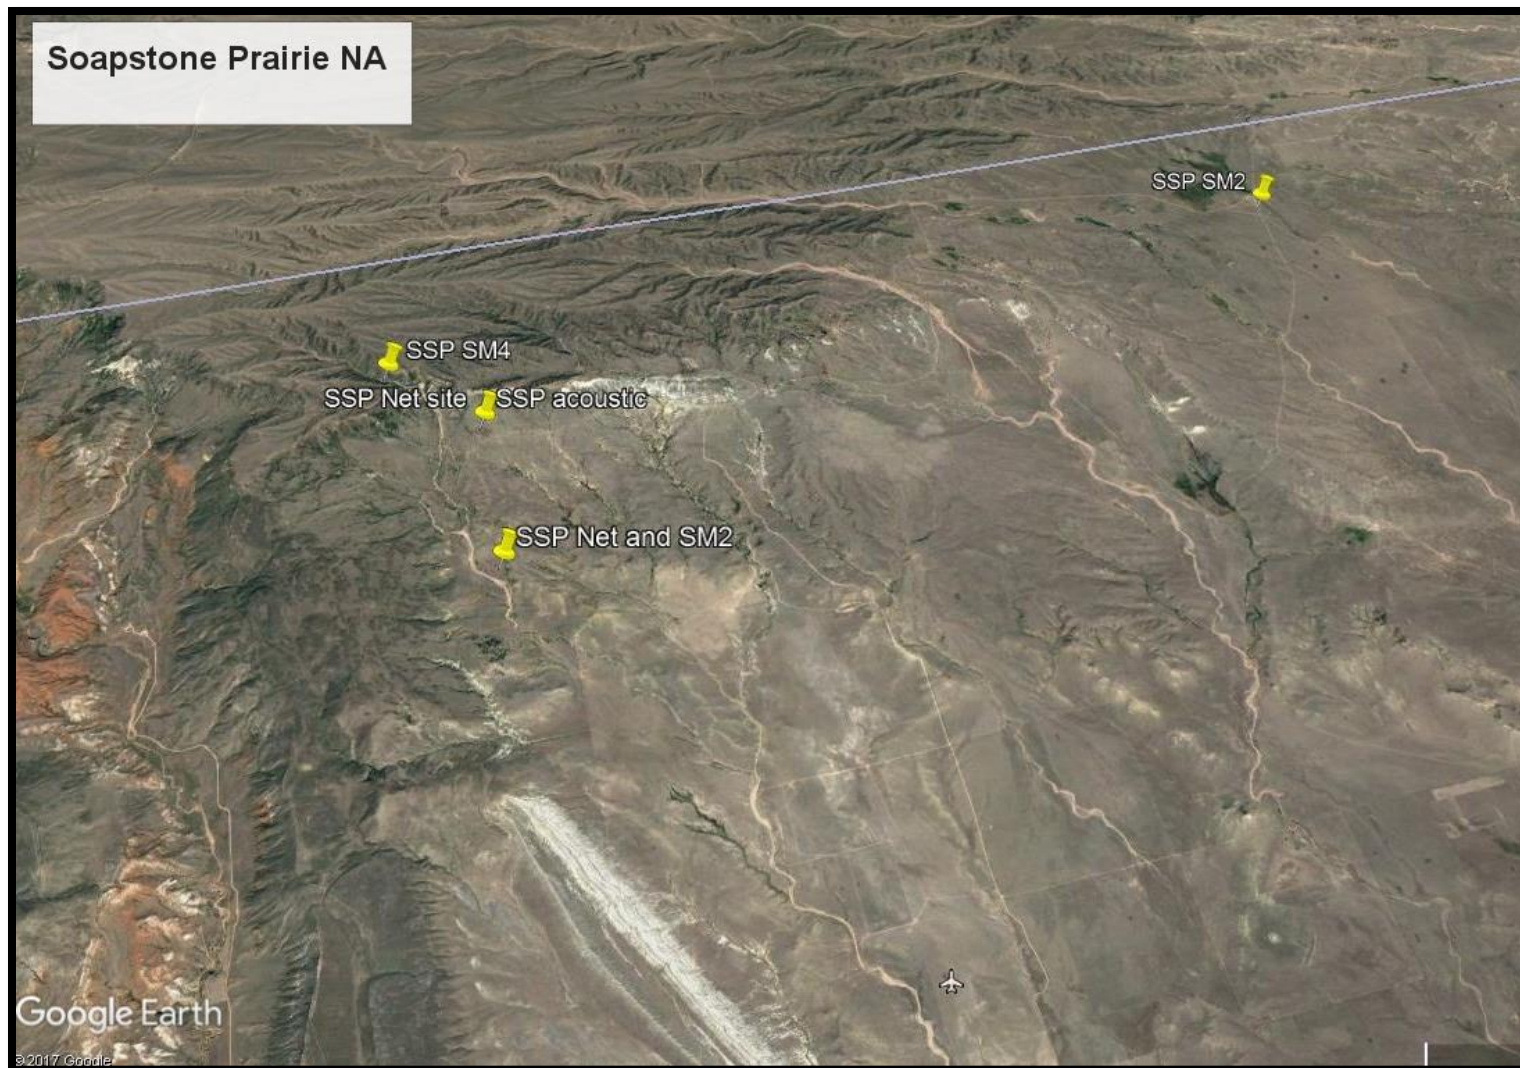 Soapstone Prairie NA
SSP SM2
SSP SM4
SSP Net site
SSP acoustic
SSP Net and SM2
Google Earth
© 2017 Google